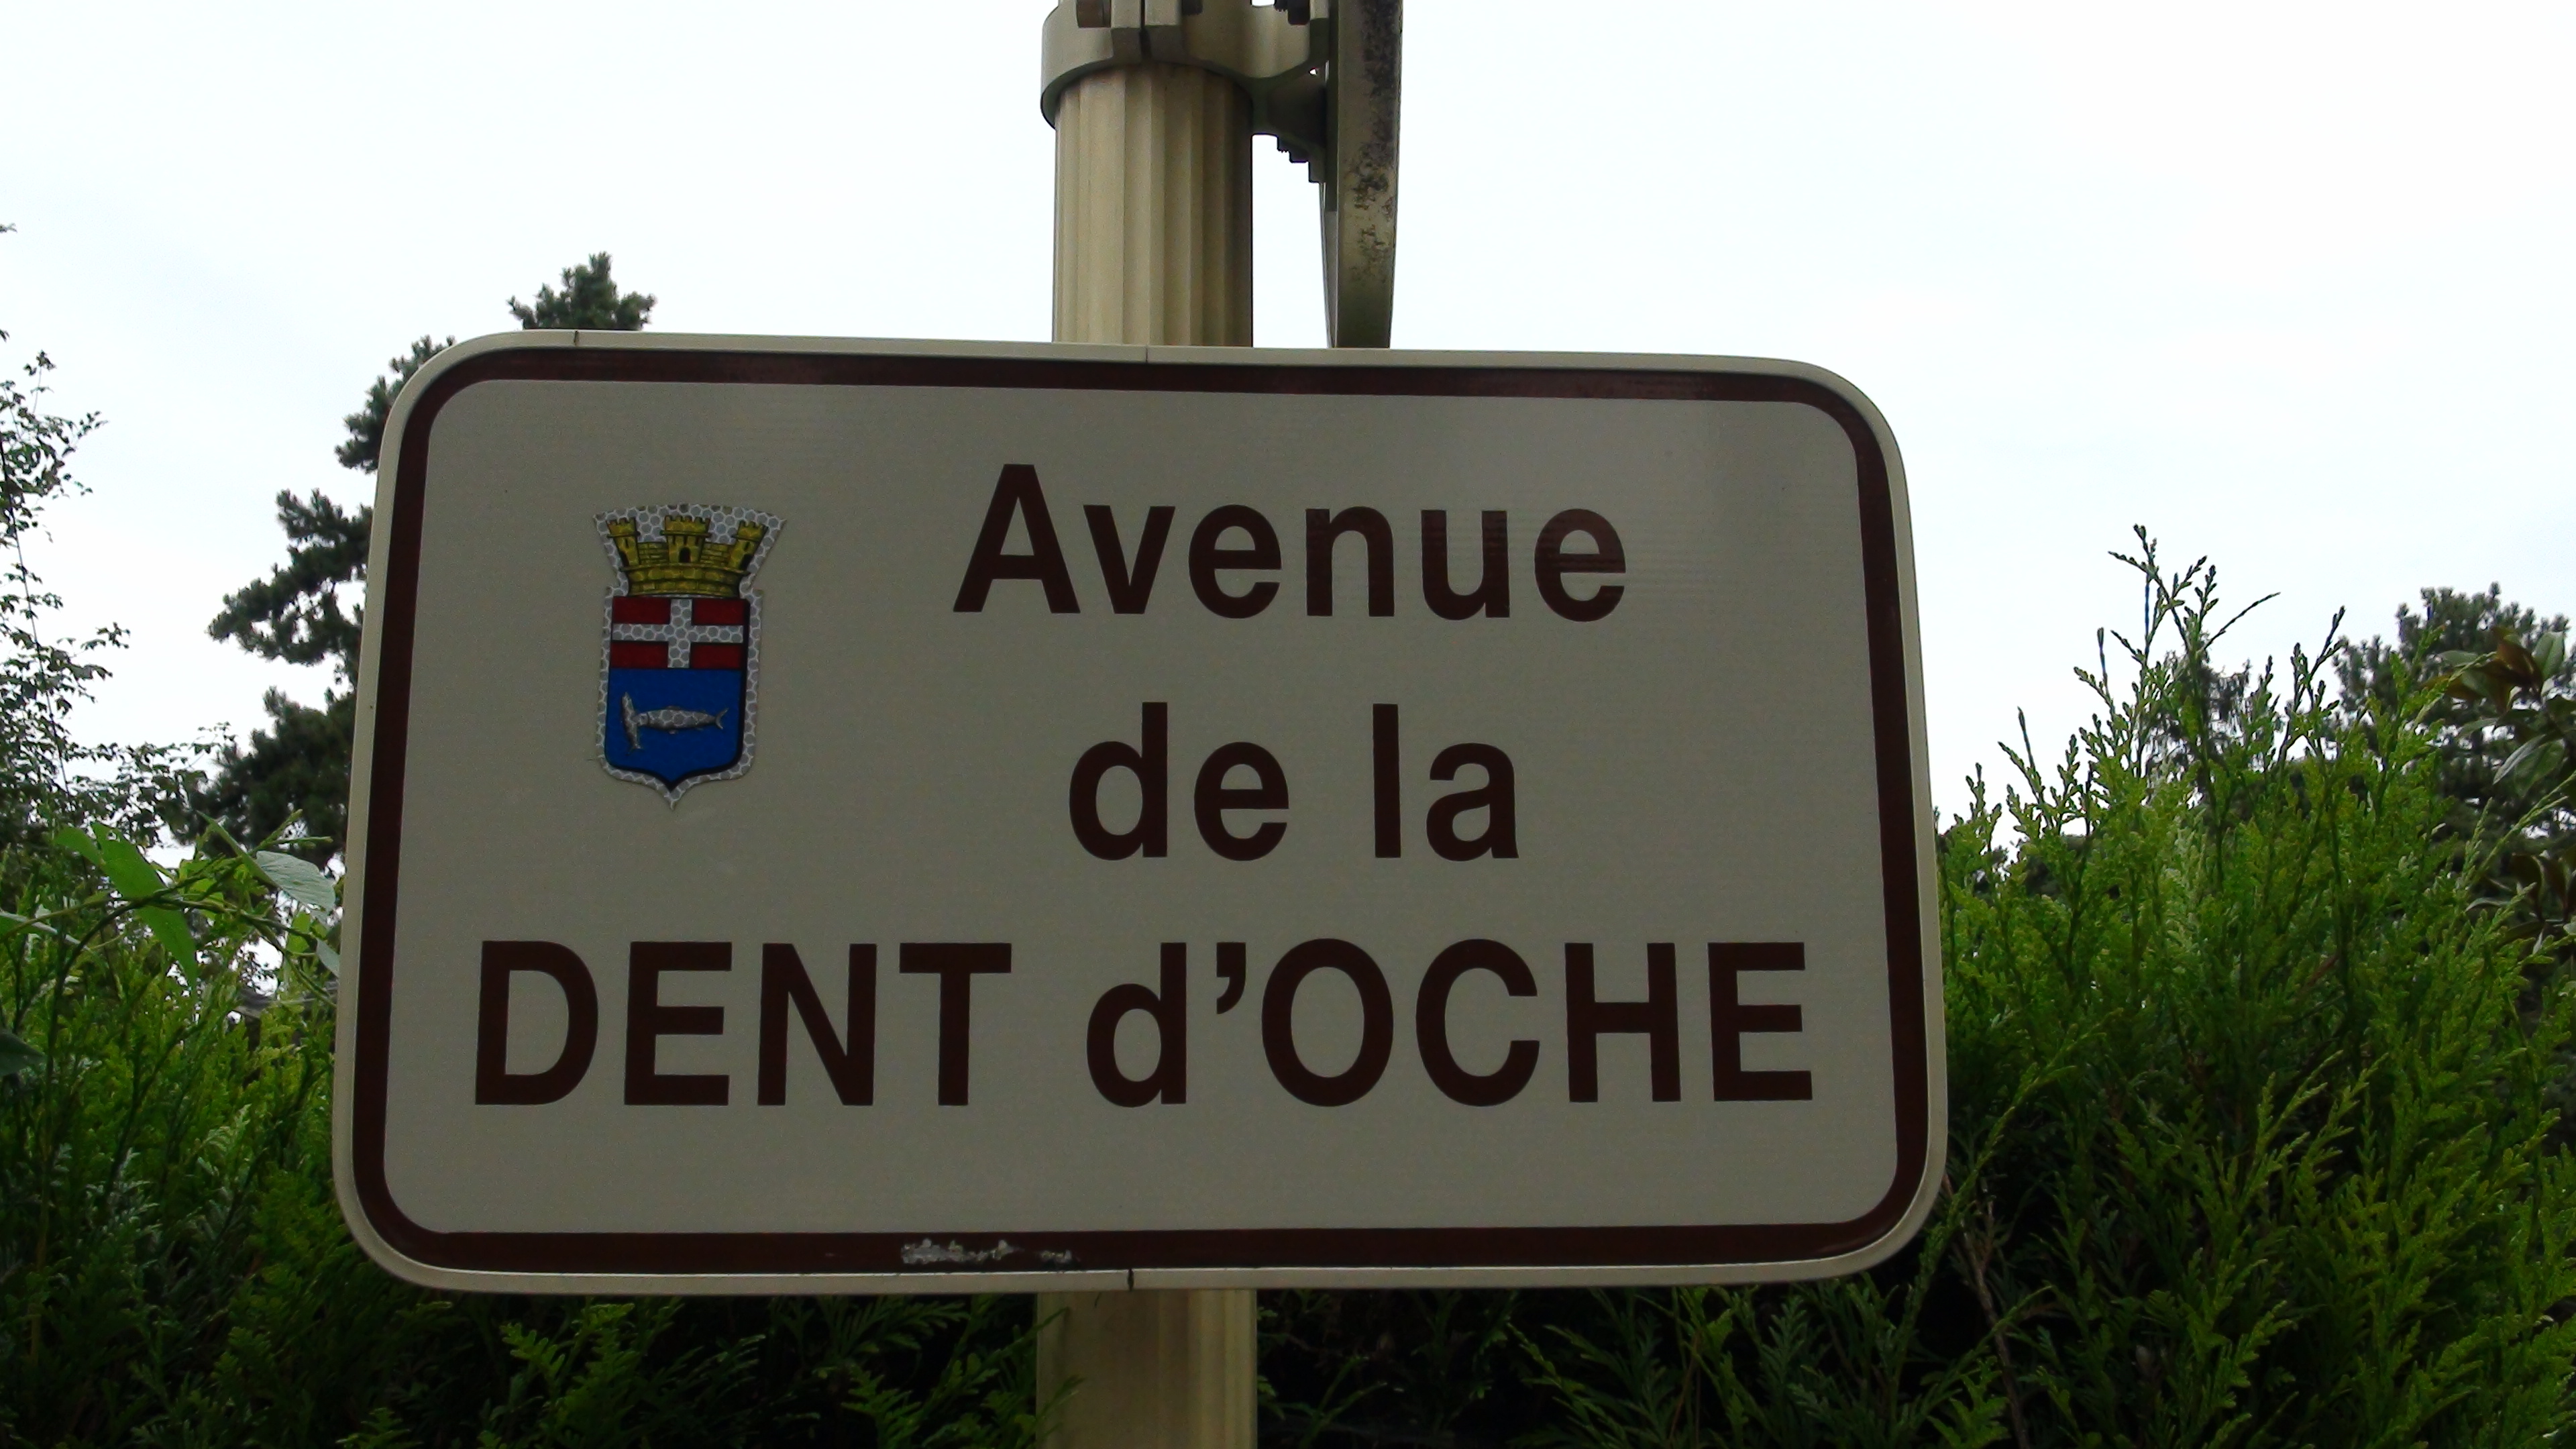 Avenue
de la
DENT d’OCHE